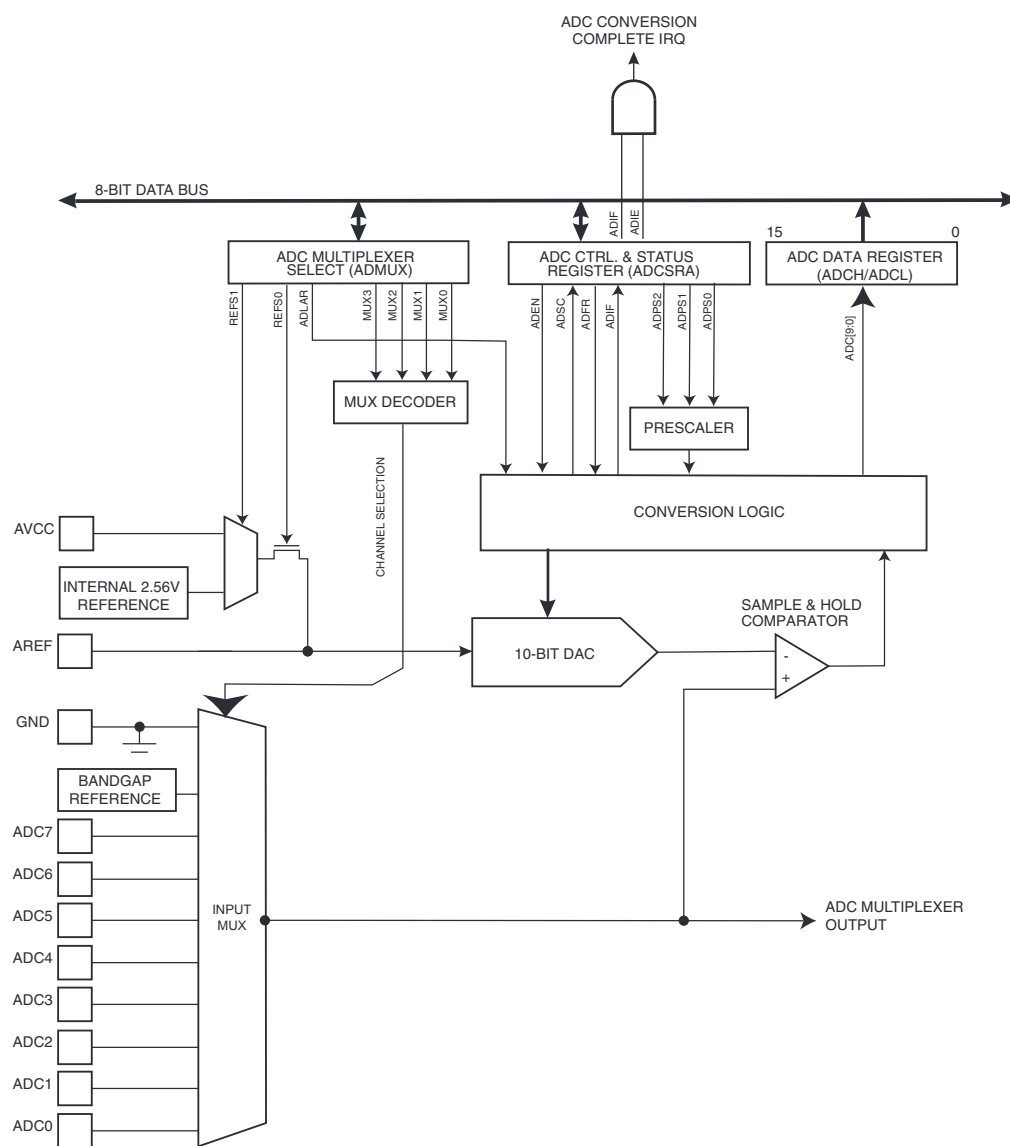 ADC CONVERSION
COMPLETE IRQ
8-BIT DATA BUS
ADIF
ADIE
15
0
ADC MULTIPLEXER
SELECT (ADMUX)
ADC CTRL. & STATUS
REGISTER (ADCSRA)
ADC DATA REGISTER
(ADCH/ADCL)
REFS1
REFS0
ADLAR
MUX3
MUX2
MUX1
MUX0
ADEN
ADSC
ADFR
ADIF
ADPS2
ADPS1
ADPS0
ADC[9:0]
MUX DECODER
PRESCALER
CHANNEL SELECTION
CONVERSION LOGIC
AVCC
INTERNAL 2.56V
REFERENCE
SAMPLE & HOLD
COMPARATOR
AREF
10-BIT DAC
-
+
GND
BANDGAP
REFERENCE
ADC7
ADC6
ADC5
INPUT
MUX
ADC MULTIPLEXER
OUTPUT
ADC4
ADC3
ADC2
ADC1
ADC0